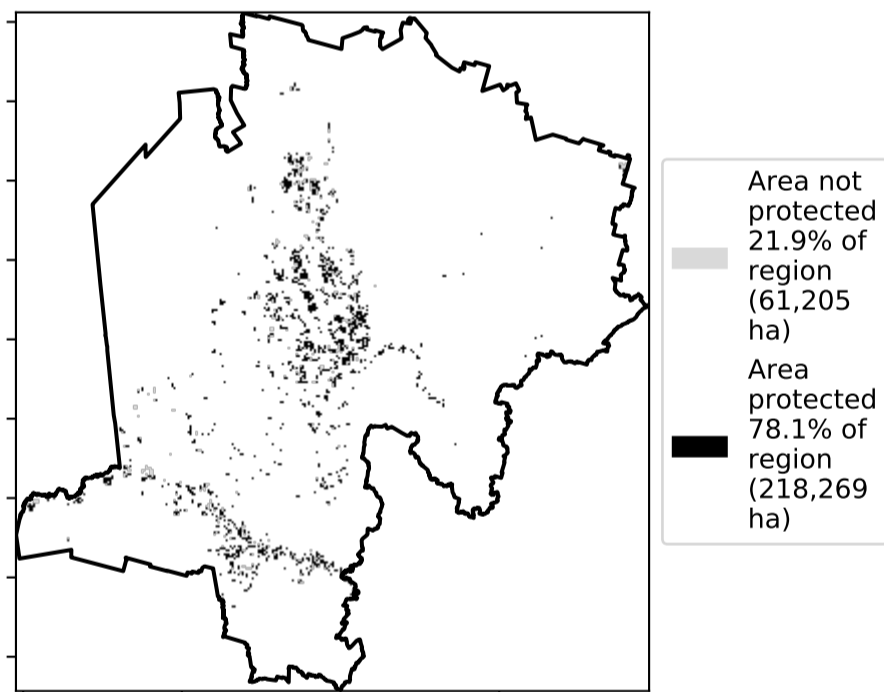 Area not
protected
21.9% of
region
(61,205
ha)
Area
protected
78.1% of
region
(218,269
ha)